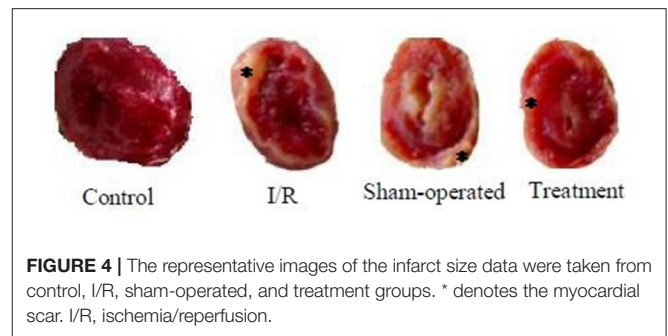 * * *
Control I/R Sham-operated Treatment
FIGURE 4 | The representative images of the infarct size data were taken from
control, I/R, sham-operated, and treatment groups. * denotes the myocardial
scar. I/R, ischemia/reperfusion.